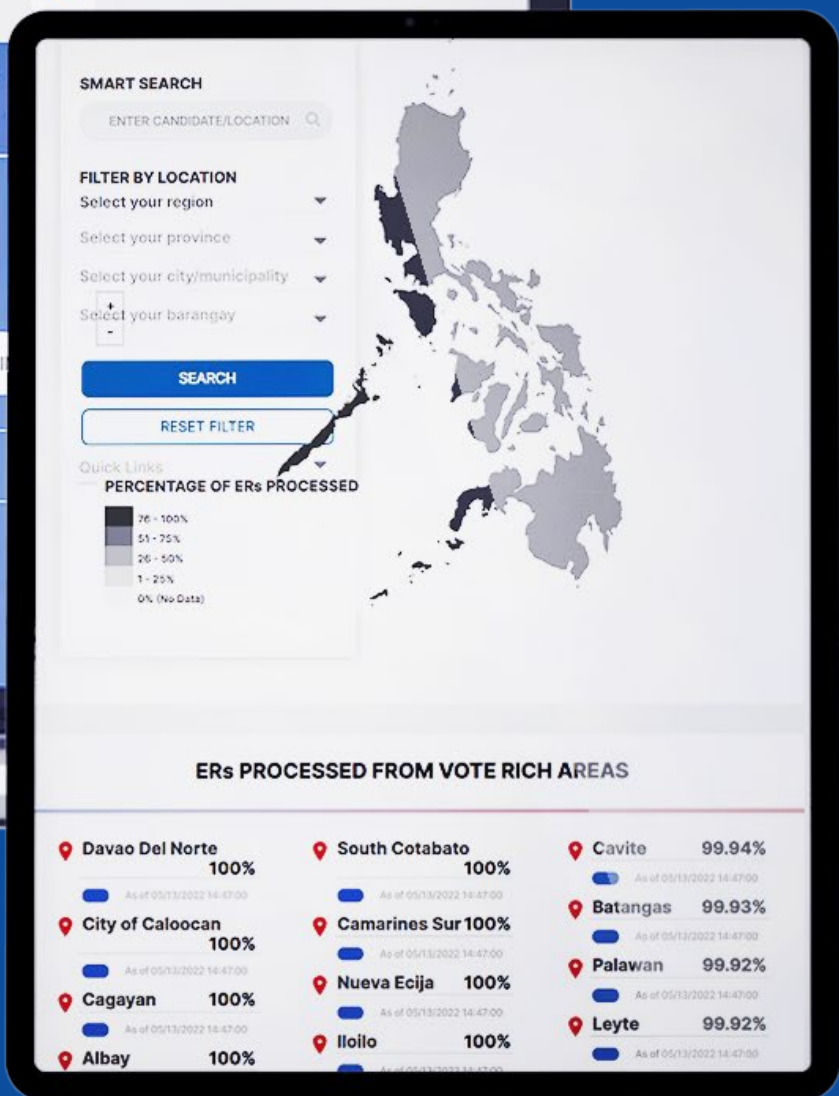 SMART SEARCH
ENTER CANDIDATE/LOCATION
FILTER BY LOCATION
Select your region
Select your province
Select your city/municipality
+
Select your barangay
-
SEARCH
RESET FILTER
Quick Links
PERCENTAGE OF ERs PROCESSED
76 - 100%
51 - 75%
26 - 50%
1 - 25%
0% (No Data)
ERs PROCESSED FROM VOTE RICH AREAS
Davao Del Norte
100%
As of 05/13/2022 14:47:00
City of Caloocan
100%
As of 05/13/2022 14:47:00
Cagayan 100%
As of 05/13/2022 14:47:00
Albay 100%
South Cotabato
100%
As of 05/13/2022 14:47:00
Camarines Sur 100%
As of 05/13/2022 14:47:00
Nueva Ecija 100%
As of 05/13/2022 14:47:00
Iloilo 100%
As of 05/13/2022 14:47:00
Cavite 99.94%
As of 05/13/2022 14:47:00
Batangas 99.93%
As of 05/13/2022 14:47:00
Palawan 99.92%
As of 05/13/2022 14:47:00
Leyte 99.92%
As of 05/13/2022 14:47:00